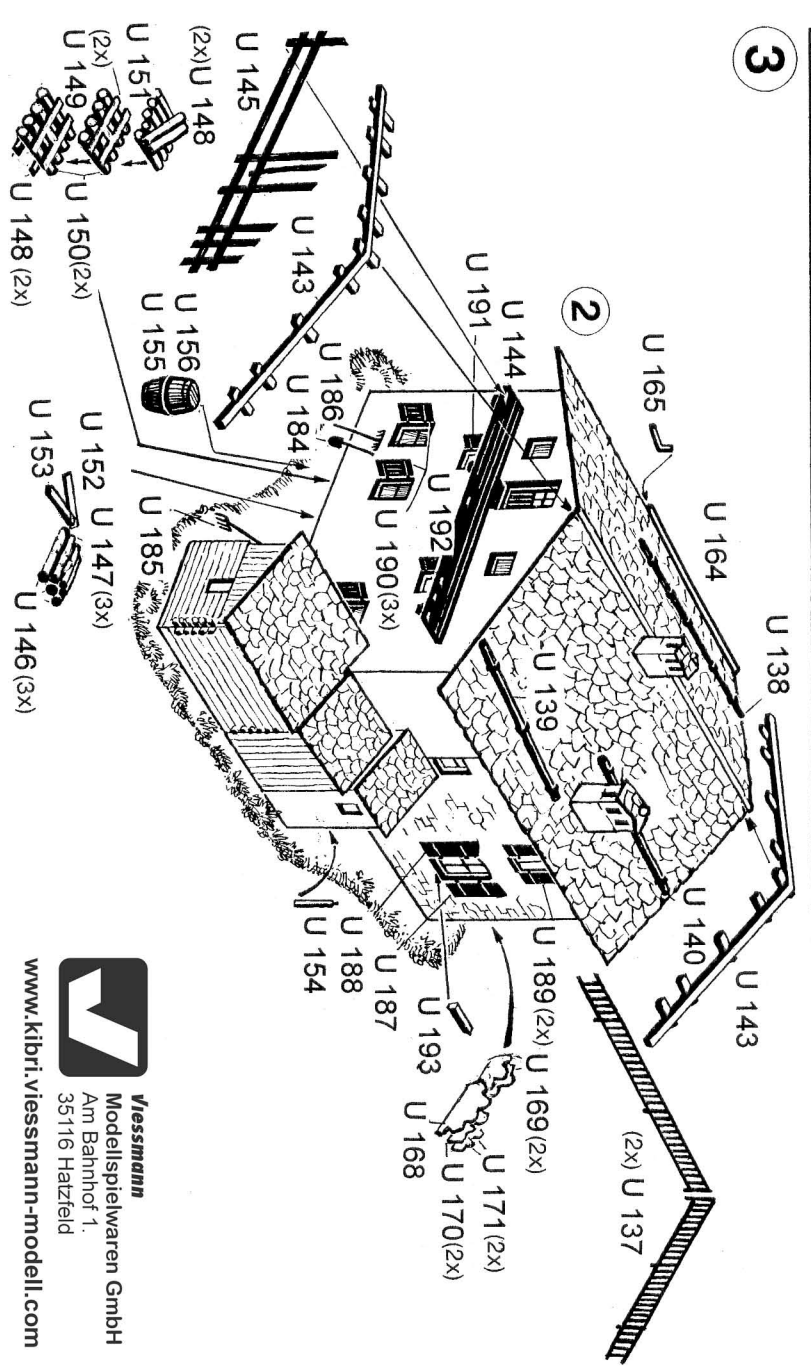 3
U 165
U 164
U 138
U 143
2
U 144
U 191
U 139
U 140
(2x) U 137
U 145
U 143
(2x) U 148
U 151
(2x)
U 149
U 150 (2x)
U 148 (2x)
U 156
U 155
U 186
U 184
U 192
U 190 (3x)
U 152
U 153
U 147 (3x)
U 146 (3x)
U 185
U 189 (2x)
U 169 (2x)
U 171 (2x)
U 170 (2x)
U 168
U 193
U 187
U 188
U 154
Viessmann
Modellspielwaren GmbH
Am Bahnhof 1.
35116 Hatzfeld
www.kibri.viessmann-modell.com